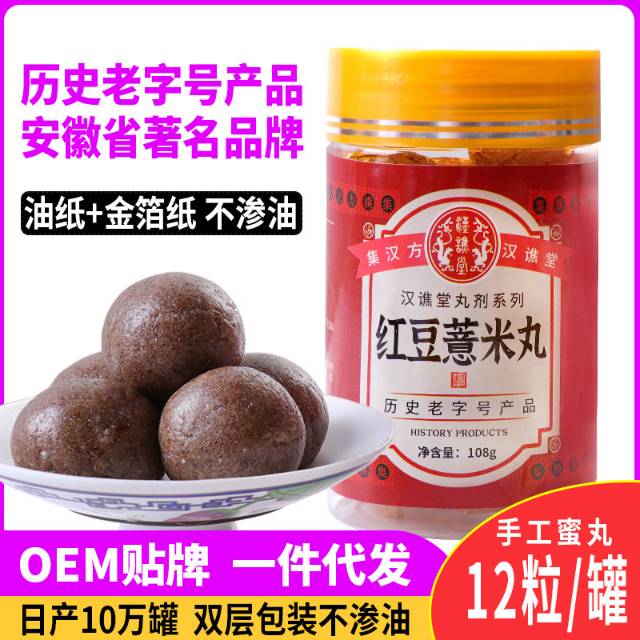 历史老字号产品
安徽省著名品牌
油纸+金箔纸 不渗油
集汉方
汉谯堂
汉谯堂
汉谯堂丸剂系列
红豆薏米丸
历史老字号产品
HISTORY PRODUCTS
净含量：108g
OEM贴牌 一件代发
日产10万罐 双层包装不渗油
手工蜜丸
12粒/罐